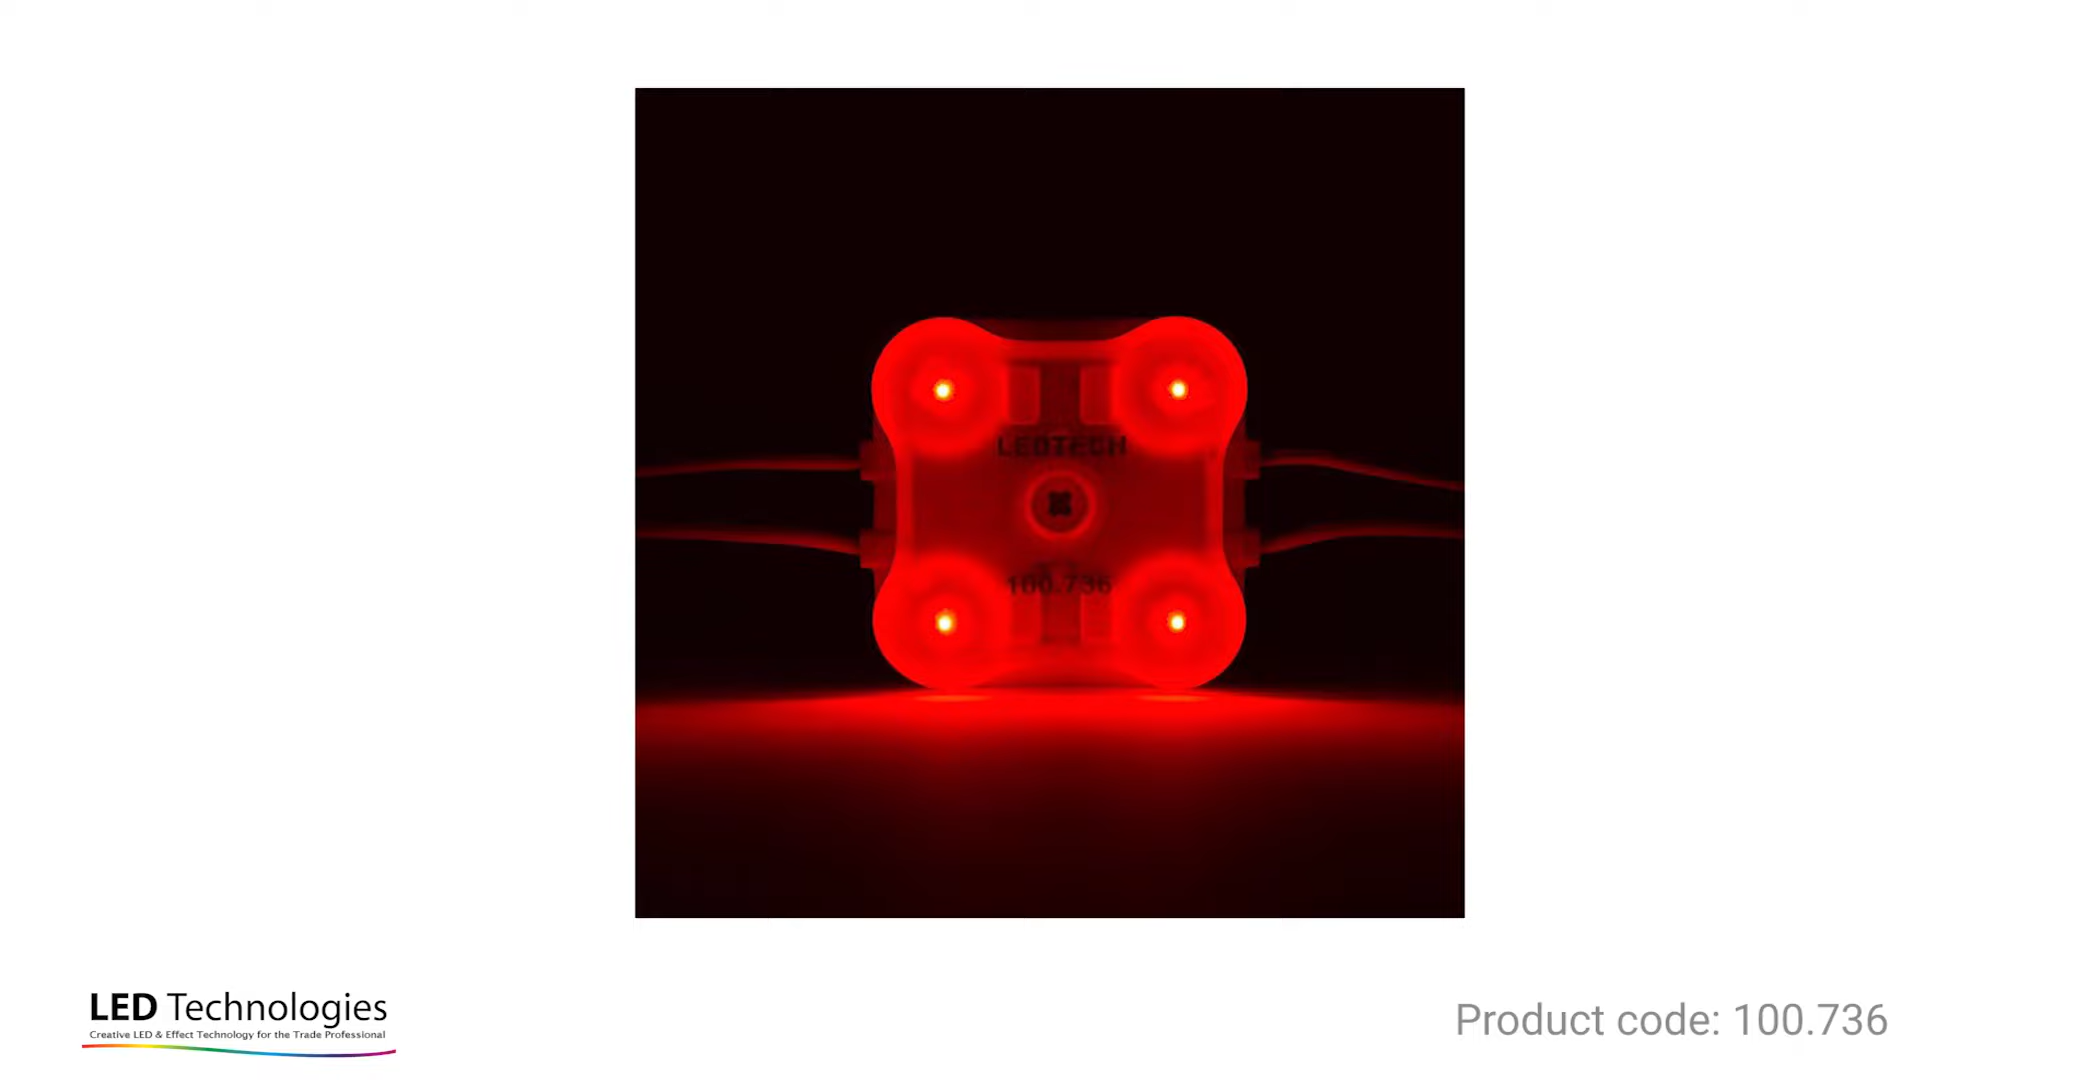 LEDTECH
100.736
LED Technologies
Creative LED & Effect Technology for the Trade Professional
Product code: 100.736